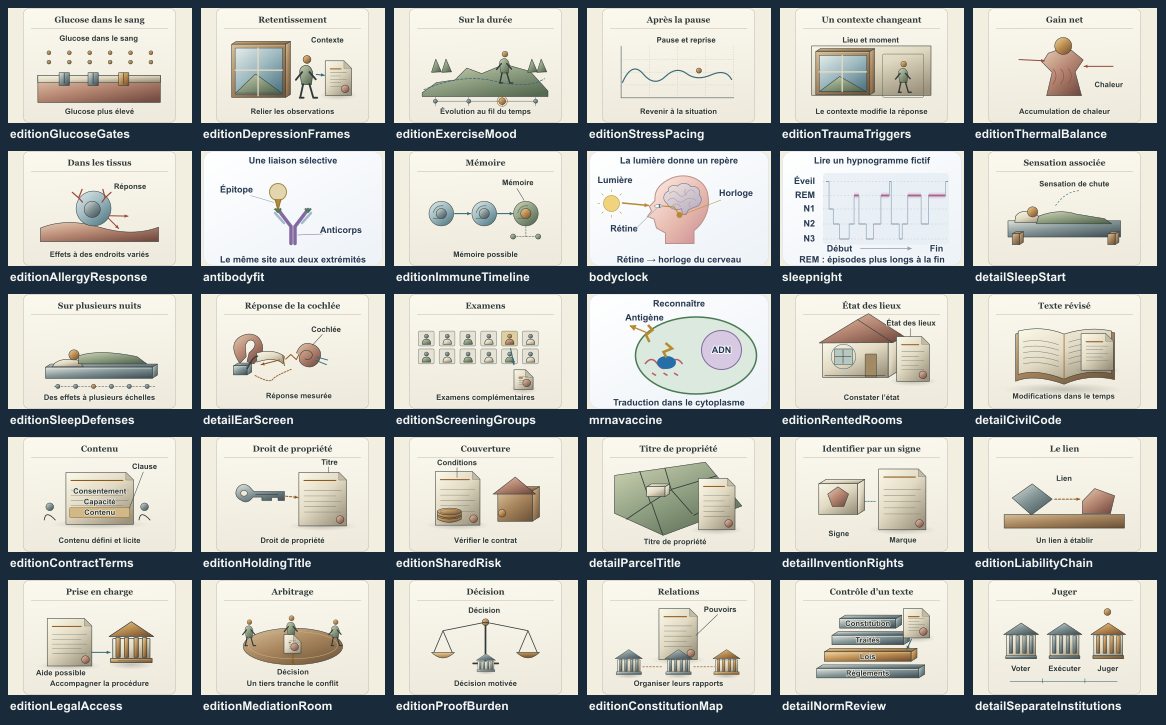 Glucose dans le sang
Glucose dans le sang
Glucose plus élevé
editionGlucoseGates
Retentissement
Contexte
Relier les observations
editionDepressionFrames
Sur la durée
Évolution au fil du temps
editionExerciseMood
Après la pause
Pause et reprise
Revenir à la situation
editionStressPacing
Un contexte changeant
Lieu et moment
Le contexte modifie la réponse
editionTraumaTriggers
Gain net
Chaleur
Accumulation de chaleur
editionThermalBalance
Dans les tissus
Réponse
Effets à des endroits variés
editionAllergyResponse
Une liaison sélective
Épitope
Anticorps
Le même site aux deux extrémités
antibodyfit
Mémoire
Mémoire
Mémoire possible
editionImmuneTimeline
La lumière donne un repère
Lumière
Horloge
Rétine
Rétine → horloge du cerveau
bodyclock
Lire un hypnogramme fictif
Éveil
REM
N1
N2
N3
Début
Fin
REM : épisodes plus longs à la fin
sleepnight
Sensation associée
Sensation de chute
detailSleepStart
Sur plusieurs nuits
Des effets à plusieurs échelles
editionSleepDefenses
Réponse de la cochlée
Cochlée
Réponse mesurée
detailEarScreen
Examens
Examens complémentaires
editionScreeningGroups
Reconnaître
Antigène
ADN
Traduction dans le cytoplasme
mrnavaccine
État des lieux
État des lieux
Constater l'état
editionRentedRooms
Texte révisé
Modifications dans le temps
detailCivilCode
Contenu
Clause
Consentement
Capacité
Contenu
Contenu défini et licite
editionContractTerms
Droit de propriété
Titre
Droit de propriété
editionHoldingTitle
Couverture
Conditions
Vérifier le contrat
editionSharedRisk
Titre de propriété
Titre de propriété
detailParcelTitle
Identifier par un signe
Signe
Marque
detailInventionRights
Le lien
Lien
Un lien à établir
editionLiabilityChain
Prise en charge
Aide possible
Accompagner la procédure
editionLegalAccess
Arbitrage
Décision
Un tiers tranche le conflit
editionMediationRoom
Décision
Décision
Décision motivée
editionProofBurden
Relations
Pouvoirs
Organiser leurs rapports
editionConstitutionMap
Contrôle d'un texte
Constitution
Traités
Lois
Règlements
detailNormReview
Juger
Voter
Exécuter
Juger
detailSeparateInstitutions